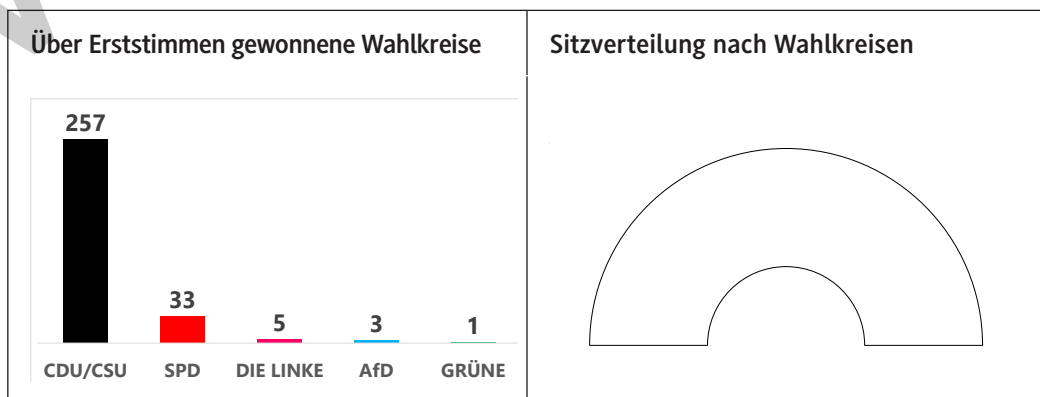 Über Erststimmen gewonnene Wahlkreise
257
33
5
3
1
CDU/CSU SPD DIE LINKE AfD GRÜNE
Sitzverteilung nach Wahlkreisen